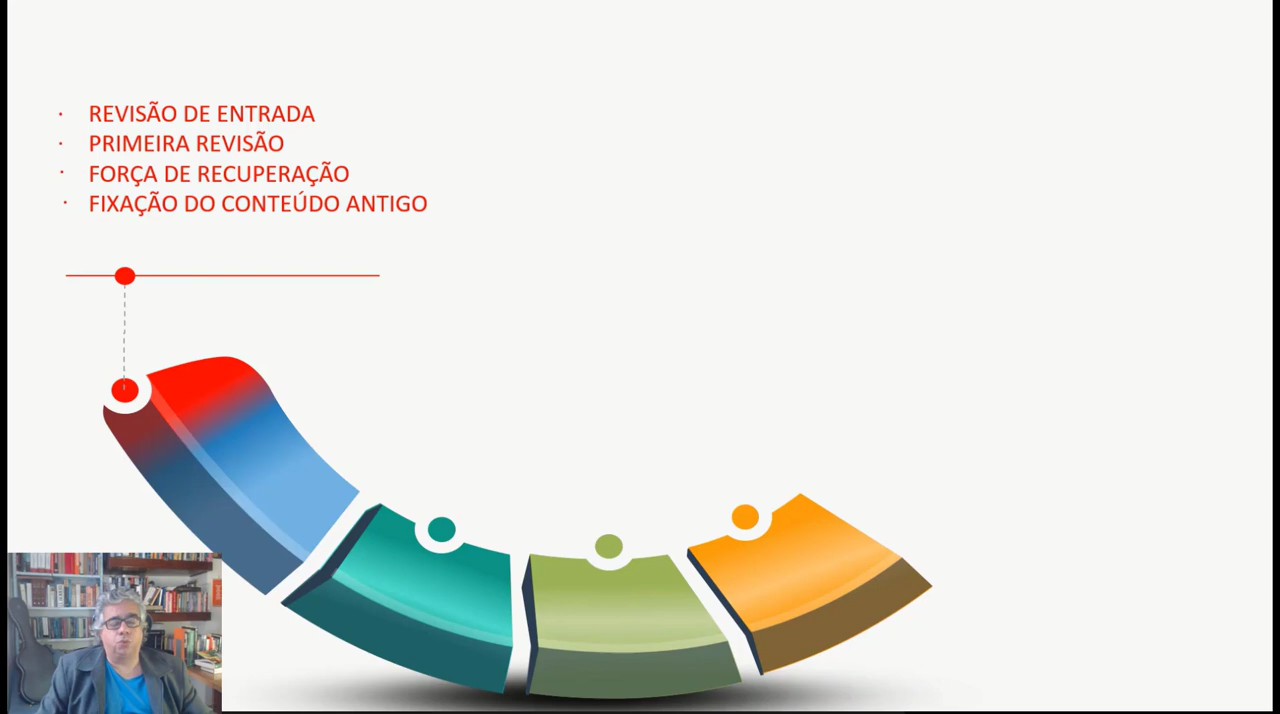 · REVISÃO DE ENTRADA
· PRIMEIRA REVISÃO
· FORÇA DE RECUPERAÇÃO
· FIXAÇÃO DO CONTEÚDO ANTIGO